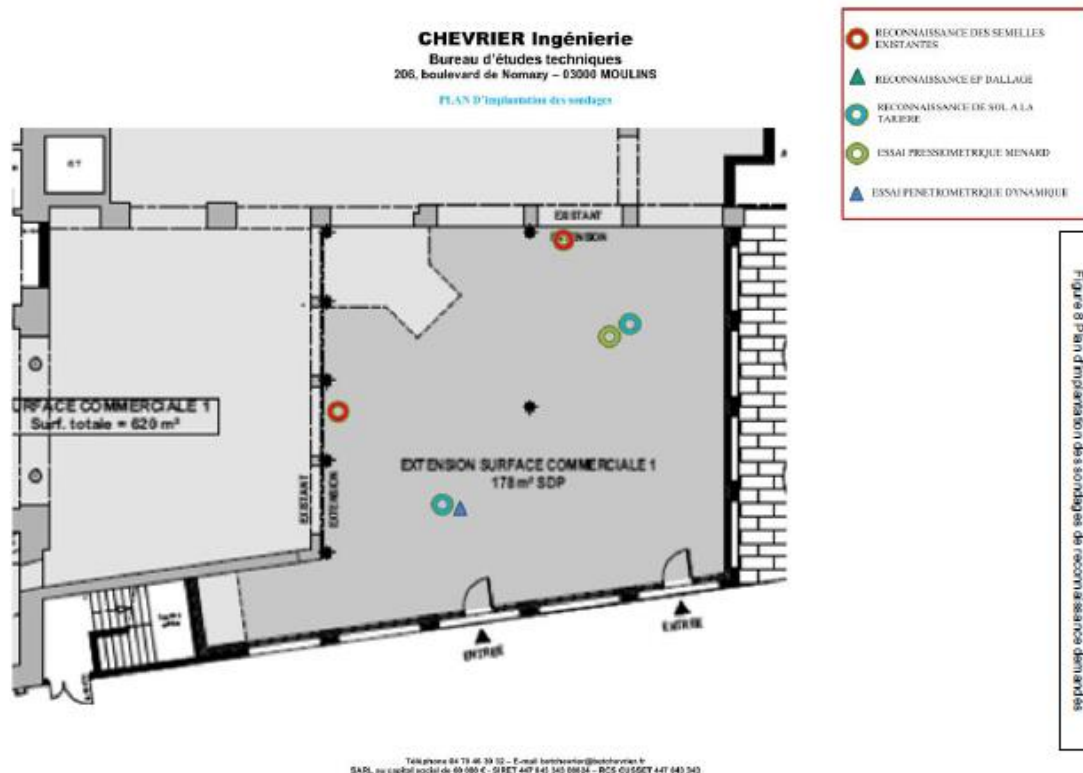 CHEVRIER Ingénierie
Bureau d'études techniques
206, boulevard de Nomazy – 03000 MOULINS
PLAN D'implantation des sondages
RECONNAISSANCE DES SEMELLES
EXISTANTES
RECONNAISSANCE EP DALLAGE
RECONNAISSANCE DE SOL A LA
TARIERE
ESSAI PRESSIOMETRIQUE MENARD
ESSAI PENETROMETRIQUE DYNAMIQUE
EXISTANT
EXTENSION
URFACE COMMERCIALE 1
Surf. totale = 620 m²
EXTENSION SURFACE COMMERCIALE 1
178m² SDP
EXISTANT
EXTENSION
ENTREE
ENTREE
Figure 8 Plan d'implantation des sondages de reconnaissance demandés